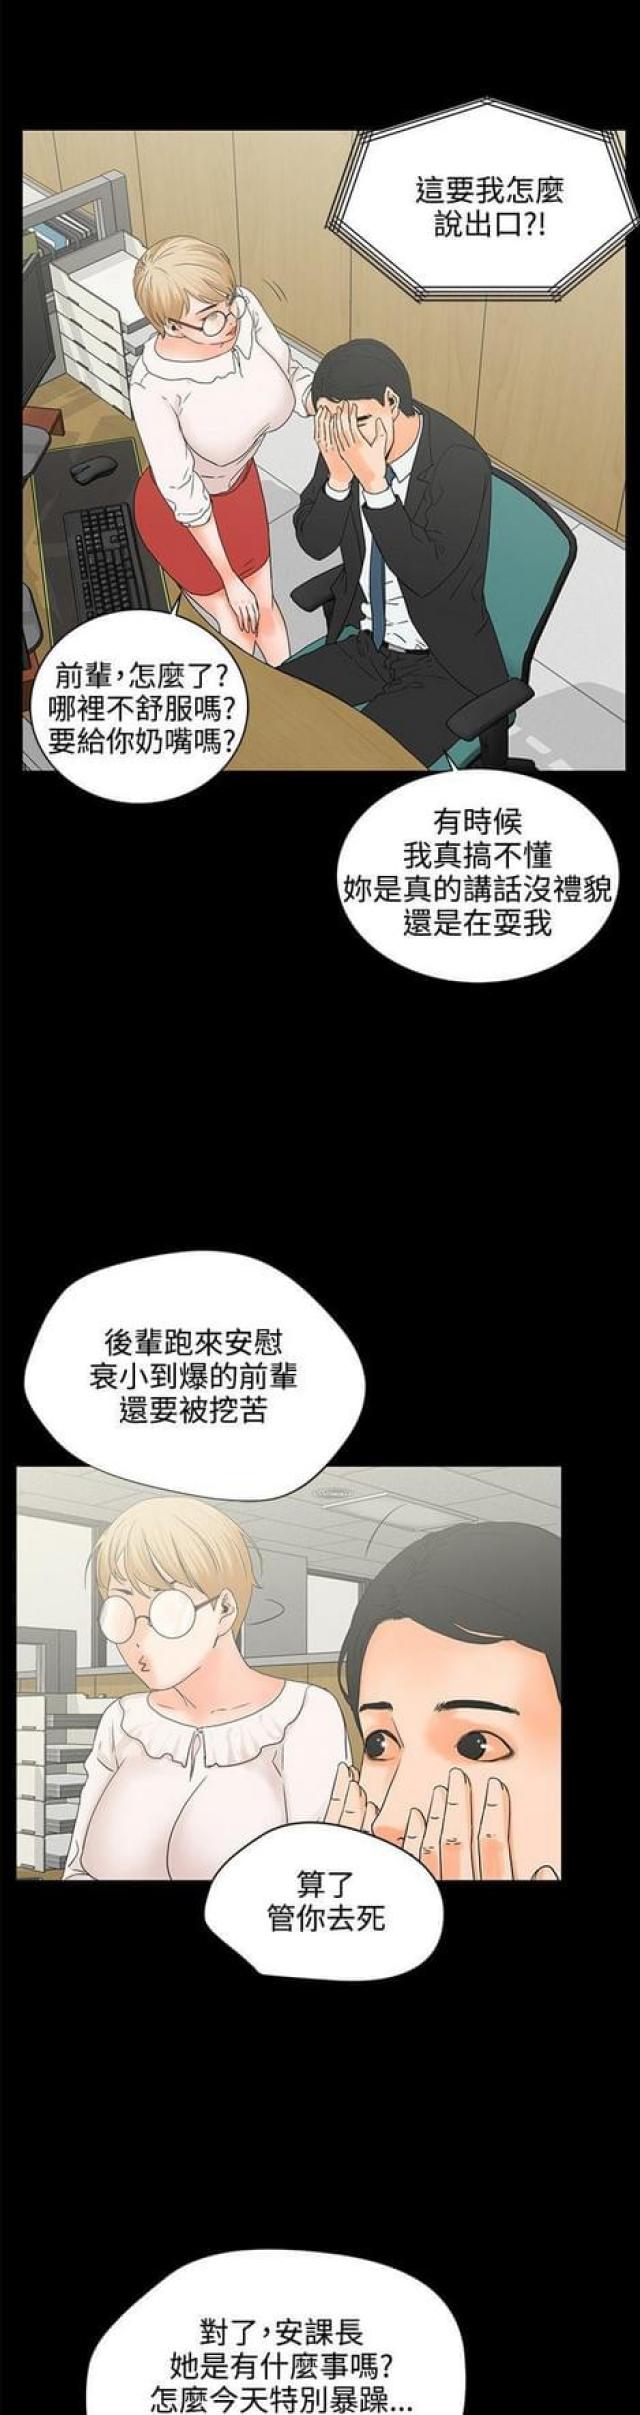 這要我怎麼
說出口?!
前輩，怎麼了?
哪裡不舒服嗎?
要給你奶嘴嗎?
有時候
我真搞不懂
妳是真的講話沒禮貌
還是在耍我
後輩跑來安慰
衰小到爆的前輩
還要被挖苦
算了
管你去死
對了，安課長
她是有什麼事嗎?
怎麼今天特別暴躁...